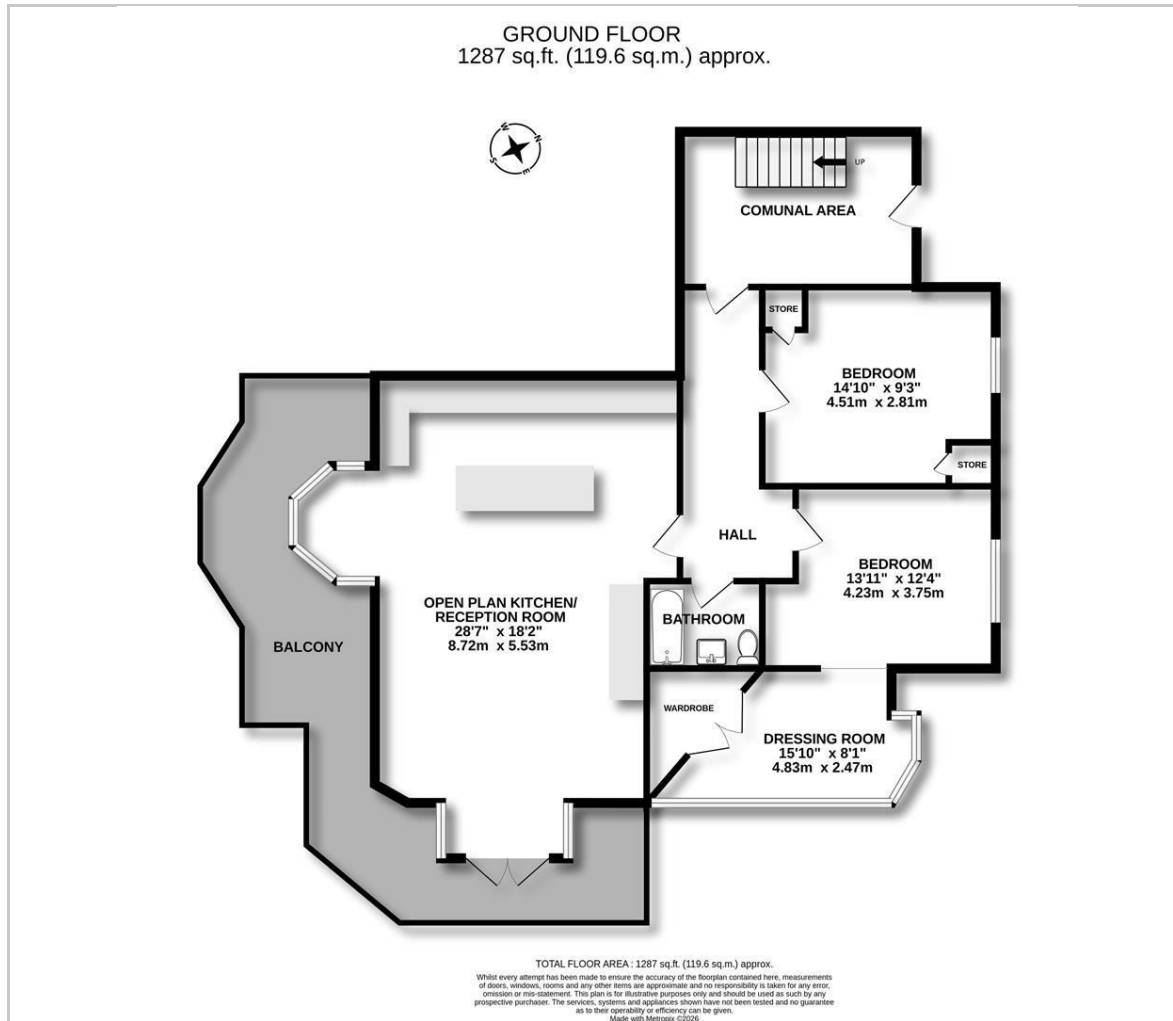 GROUND FLOOR
1287 sq.ft. (119.6 sq.m.) approx.
W
N
S
E
UP
COMUNAL AREA
STORE
BEDROOM
14'10" x 9'3"
4.51m x 2.81m
STORE
HALL
BEDROOM
13'11" x 12'4"
4.23m x 3.75m
OPEN PLAN KITCHEN/
RECEPTION ROOM
28'7" x 18'2"
8.72m x 5.53m
BATHROOM
BALCONY
WARDROBE
DRESSING ROOM
15'10" x 8'1"
4.83m x 2.47m
TOTAL FLOOR AREA : 1287 sq.ft. (119.6 sq.m.) approx.
Whilst every attempt has been made to ensure the accuracy of the floorplan contained here, measurements
of doors, windows, rooms and any other items are approximate and no responsibility is taken for any error,
omission or mis-statement. This plan is for illustrative purposes only and should be used as such by any
prospective purchaser. The services, systems and appliances shown have not been tested and no guarantee
as to their operability or efficiency can be given.
Made with Metropix ©2026